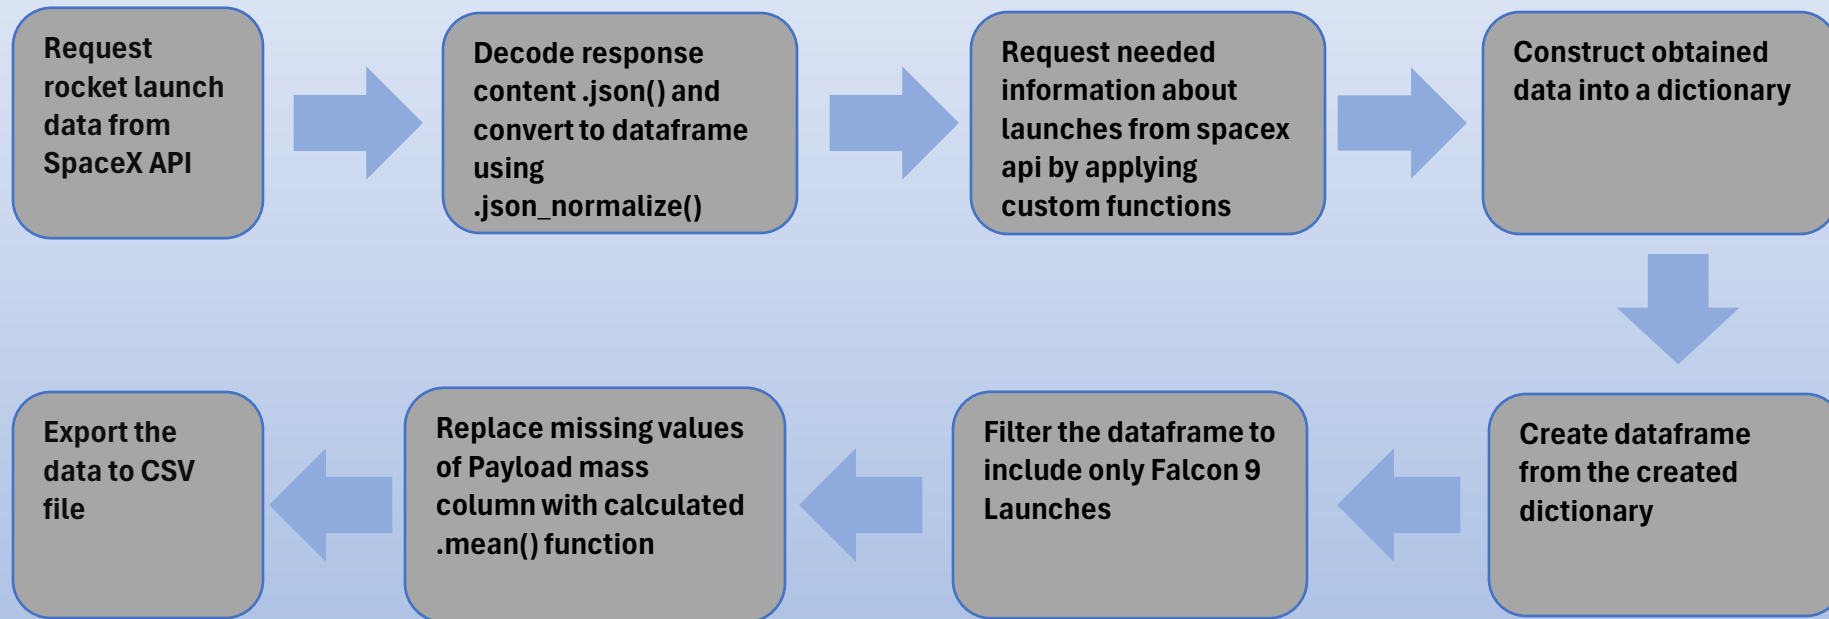 Request
rocket launch
data from
SpaceX API
Decode response
content .json() and
convert to dataframe
using
.json_normalize()
Request needed
information about
launches from spacex
api by applying
custom functions
Construct obtained
data into a dictionary
Create dataframe
from the created
dictionary
Filter the dataframe to
include only Falcon 9
Launches
Replace missing values
of Payload mass
column with calculated
.mean() function
Export the
data to CSV
file